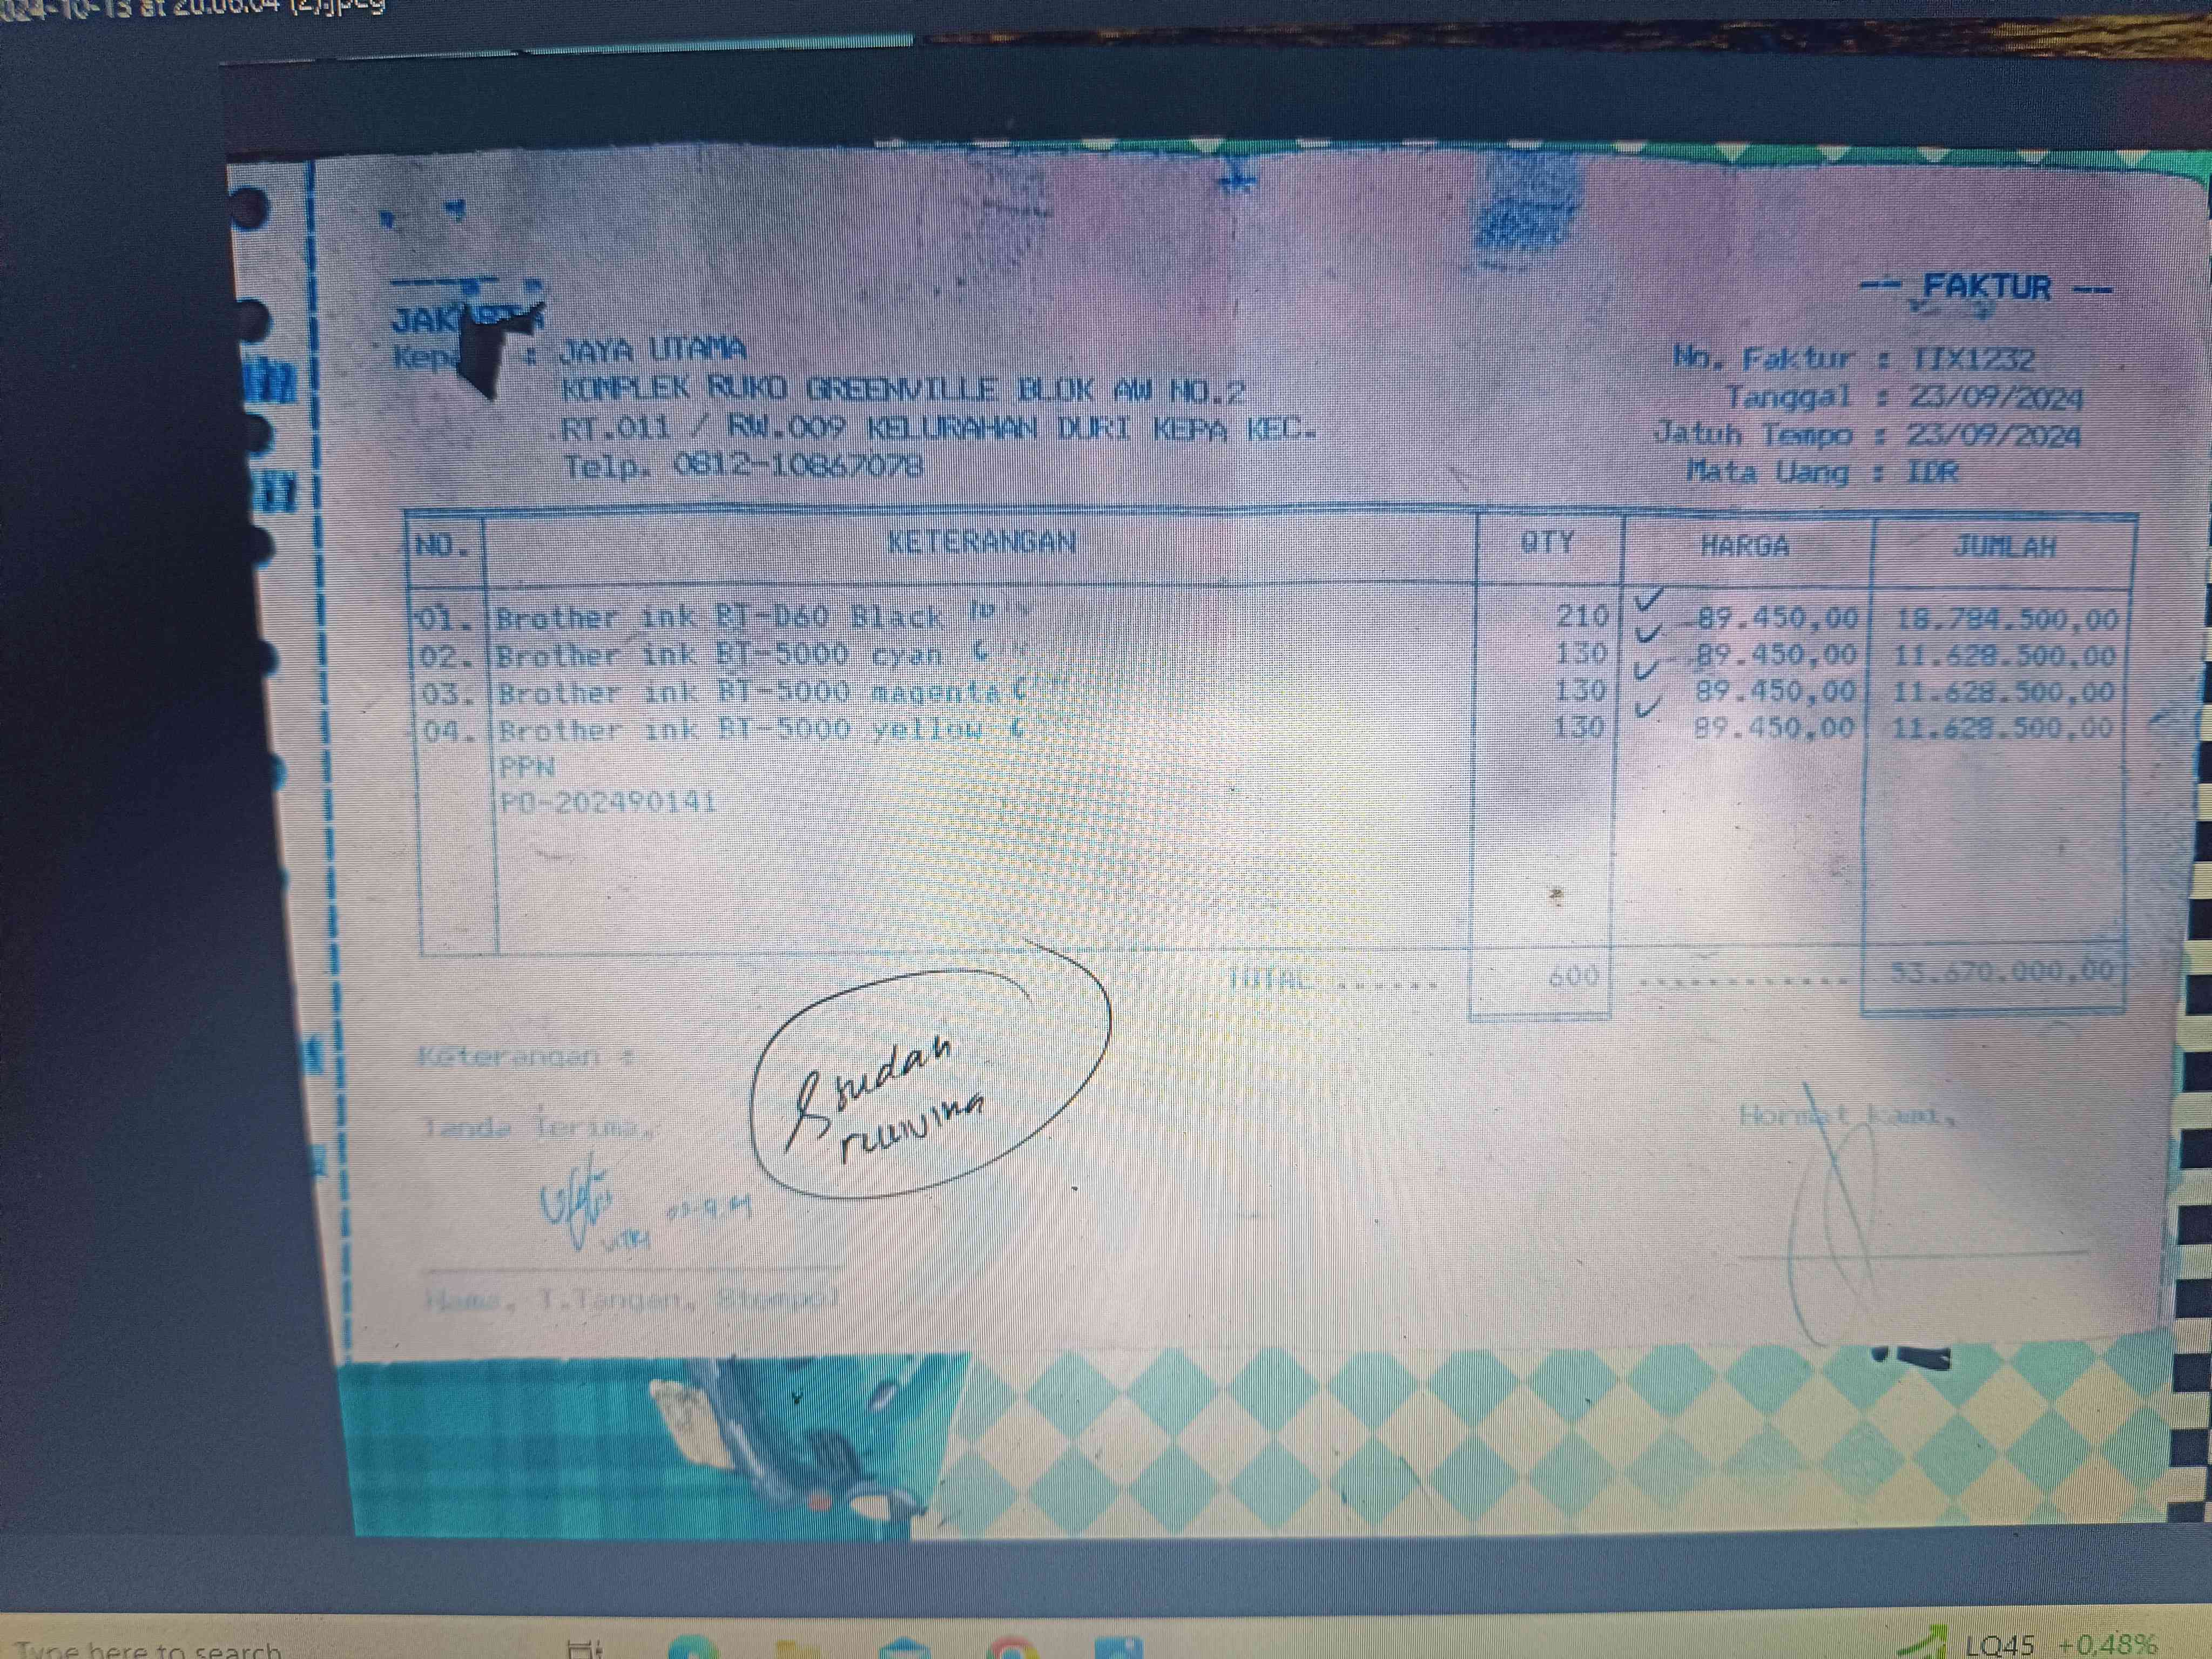 -- FAKTUR --
Kepada : JAYA UTAMA
KOMPLEK RUKO GREENVILLE BLOK AW NO.2
RT.011 / RW.009 KELURAHAN DURI KEPA KEC.
Telp. 0812-10867078
No. Faktur : TIX1232
Tanggal : 23/09/2024
Jatuh Tempo : 23/09/2024
Mata Uang : IDR
NO. KETERANGAN QTY HARGA JUMLAH
01. Brother ink BT-D60 Black 210 89.450,00 18.784.500,00
02. Brother ink BT-5000 cyan 130 89.450,00 11.628.500,00
03. Brother ink BT-5000 magenta 130 89.450,00 11.628.500,00
04. Brother ink BT-5000 yellow 130 89.450,00 11.628.500,00
PPN
PO-202490141
TOTAL ...... 600 ............ 53.670.000,00
Keterangan :
sudah
Tanda Terima,
Hormat kami,
Nama, T.Tangan, Stempel
Type here to search
LQ45 +0,48%